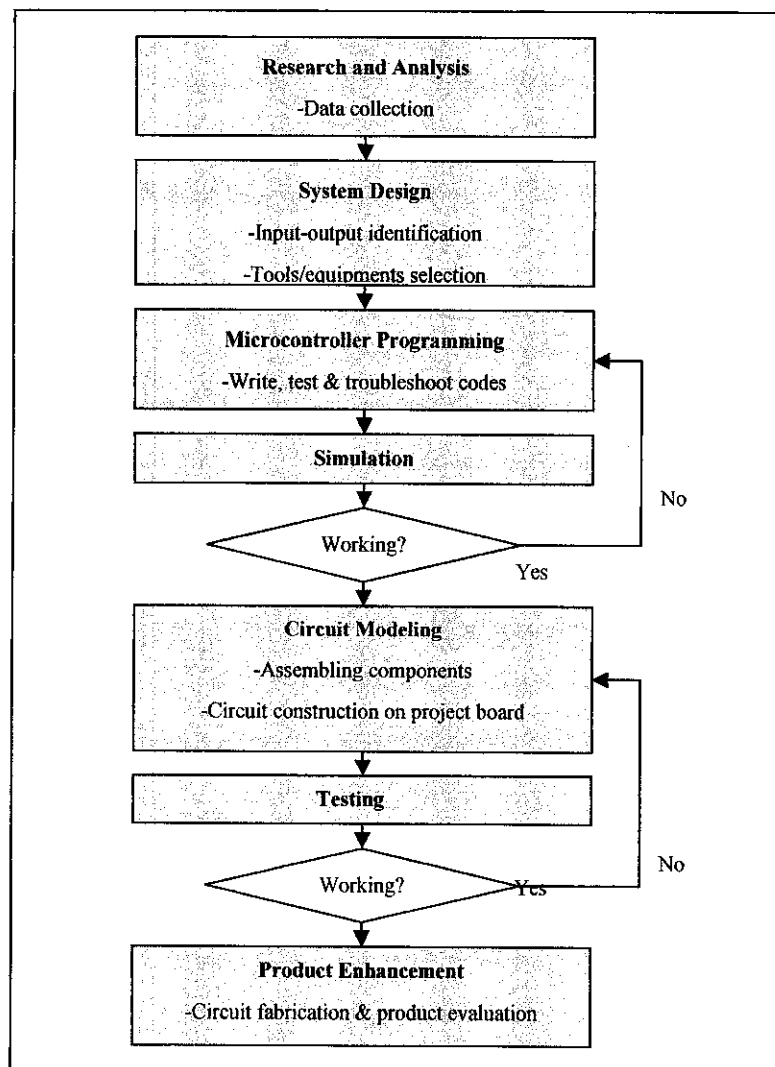 Research and Analysis
-Data collection
System Design
-Input-output identification
-Tools/equipments selection
Microcontroller Programming
-Write, test & troubleshoot codes
Simulation
No
Working?
Yes
Circuit Modeling
-Assembling components
-Circuit construction on project board
Testing
No
Working?
Yes
Product Enhancement
-Circuit fabrication & product evaluation